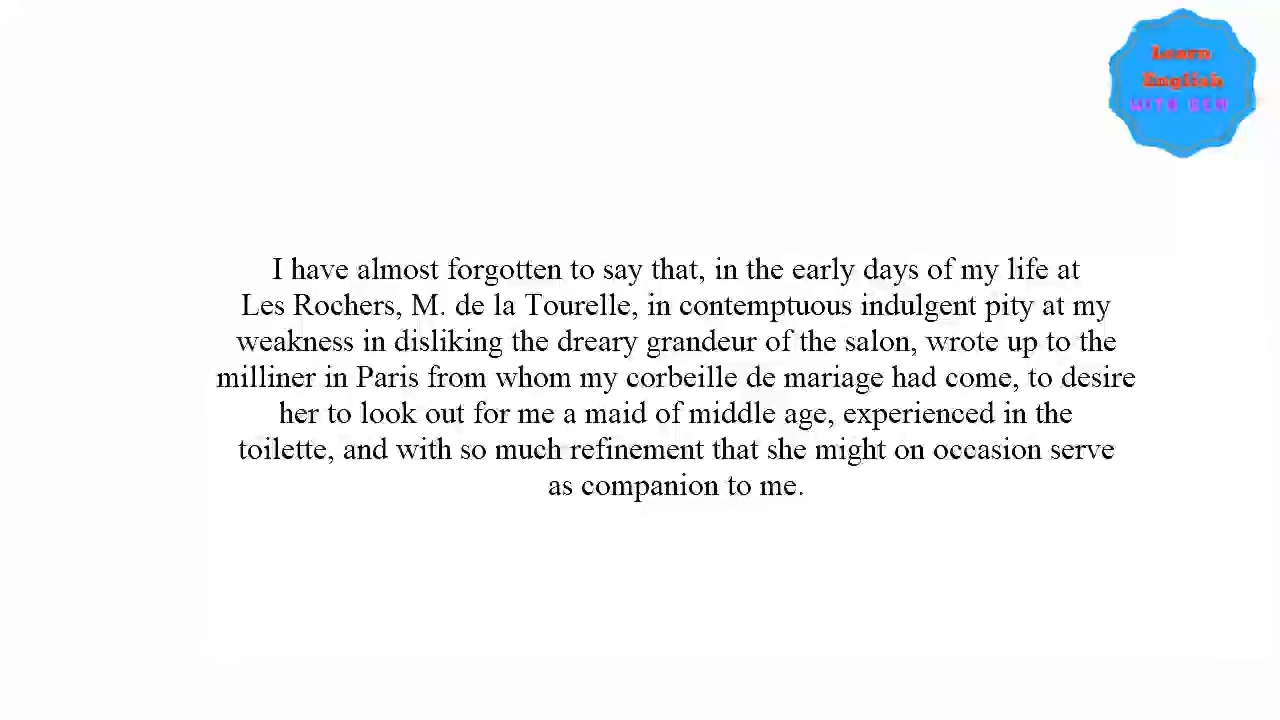 Learn
English
WITH GEM
I have almost forgotten to say that, in the early days of my life at
Les Rochers, M. de la Tourelle, in contemptuous indulgent pity at my
weakness in disliking the dreary grandeur of the salon, wrote up to the
milliner in Paris from whom my corbeille de mariage had come, to desire
her to look out for me a maid of middle age, experienced in the
toilette, and with so much refinement that she might on occasion serve
as companion to me.